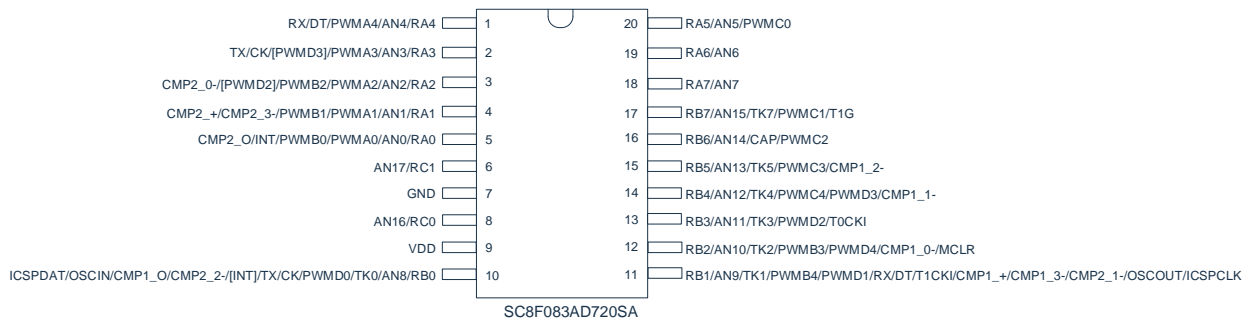 RX/DT/PWMA4/AN4/RA4 1 20 RA5/AN5/PWMC0
TX/CK/[PWMD3]/PWMA3/AN3/RA3 2 19 RA6/AN6
CMP2_0-/[PWMD2]/PWMB2/PWMA2/AN2/RA2 3 18 RA7/AN7
CMP2_+/CMP2_3-/PWMB1/PWMA1/AN1/RA1 4 17 RB7/AN15/TK7/PWMC1/T1G
CMP2_O/INT/PWMB0/PWMA0/AN0/RA0 5 16 RB6/AN14/CAP/PWMC2
AN17/RC1 6 15 RB5/AN13/TK5/PWMC3/CMP1_2-
GND 7 14 RB4/AN12/TK4/PWMC4/PWMD3/CMP1_1-
AN16/RC0 8 13 RB3/AN11/TK3/PWMD2/T0CKI
VDD 9 12 RB2/AN10/TK2/PWMB3/PWMD4/CMP1_0-/MCLR
ICSPDAT/OSCIN/CMP1_O/CMP2_2-/[INT]/TX/CK/PWMD0/TK0/AN8/RB0 10 11 RB1/AN9/TK1/PWMB4/PWMD1/RX/DT/T1CKI/CMP1_+/CMP1_3-/CMP2_1-/OSCOUT/ICSPCLK
SC8F083AD720SA